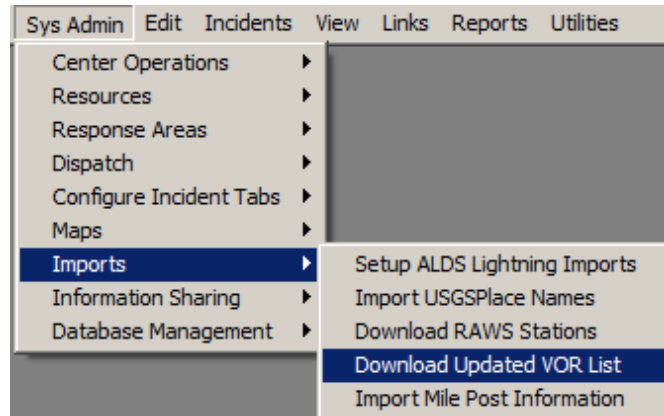 Sys Admin Edit Incidents View Links Reports Utilities
Center Operations
Resources
Response Areas
Dispatch
Configure Incident Tabs
Maps
Imports
Information Sharing
Database Management
Setup ALDS Lightning Imports
Import USGSPlace Names
Download RAWS Stations
Download Updated VOR List
Import Mile Post Information